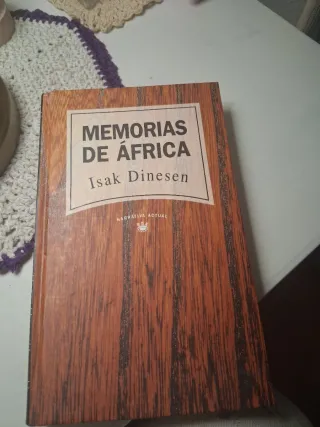 MEMORIAS
DE ÁFRICA
Isak Dinesen
NARRATIVA ACTUAL